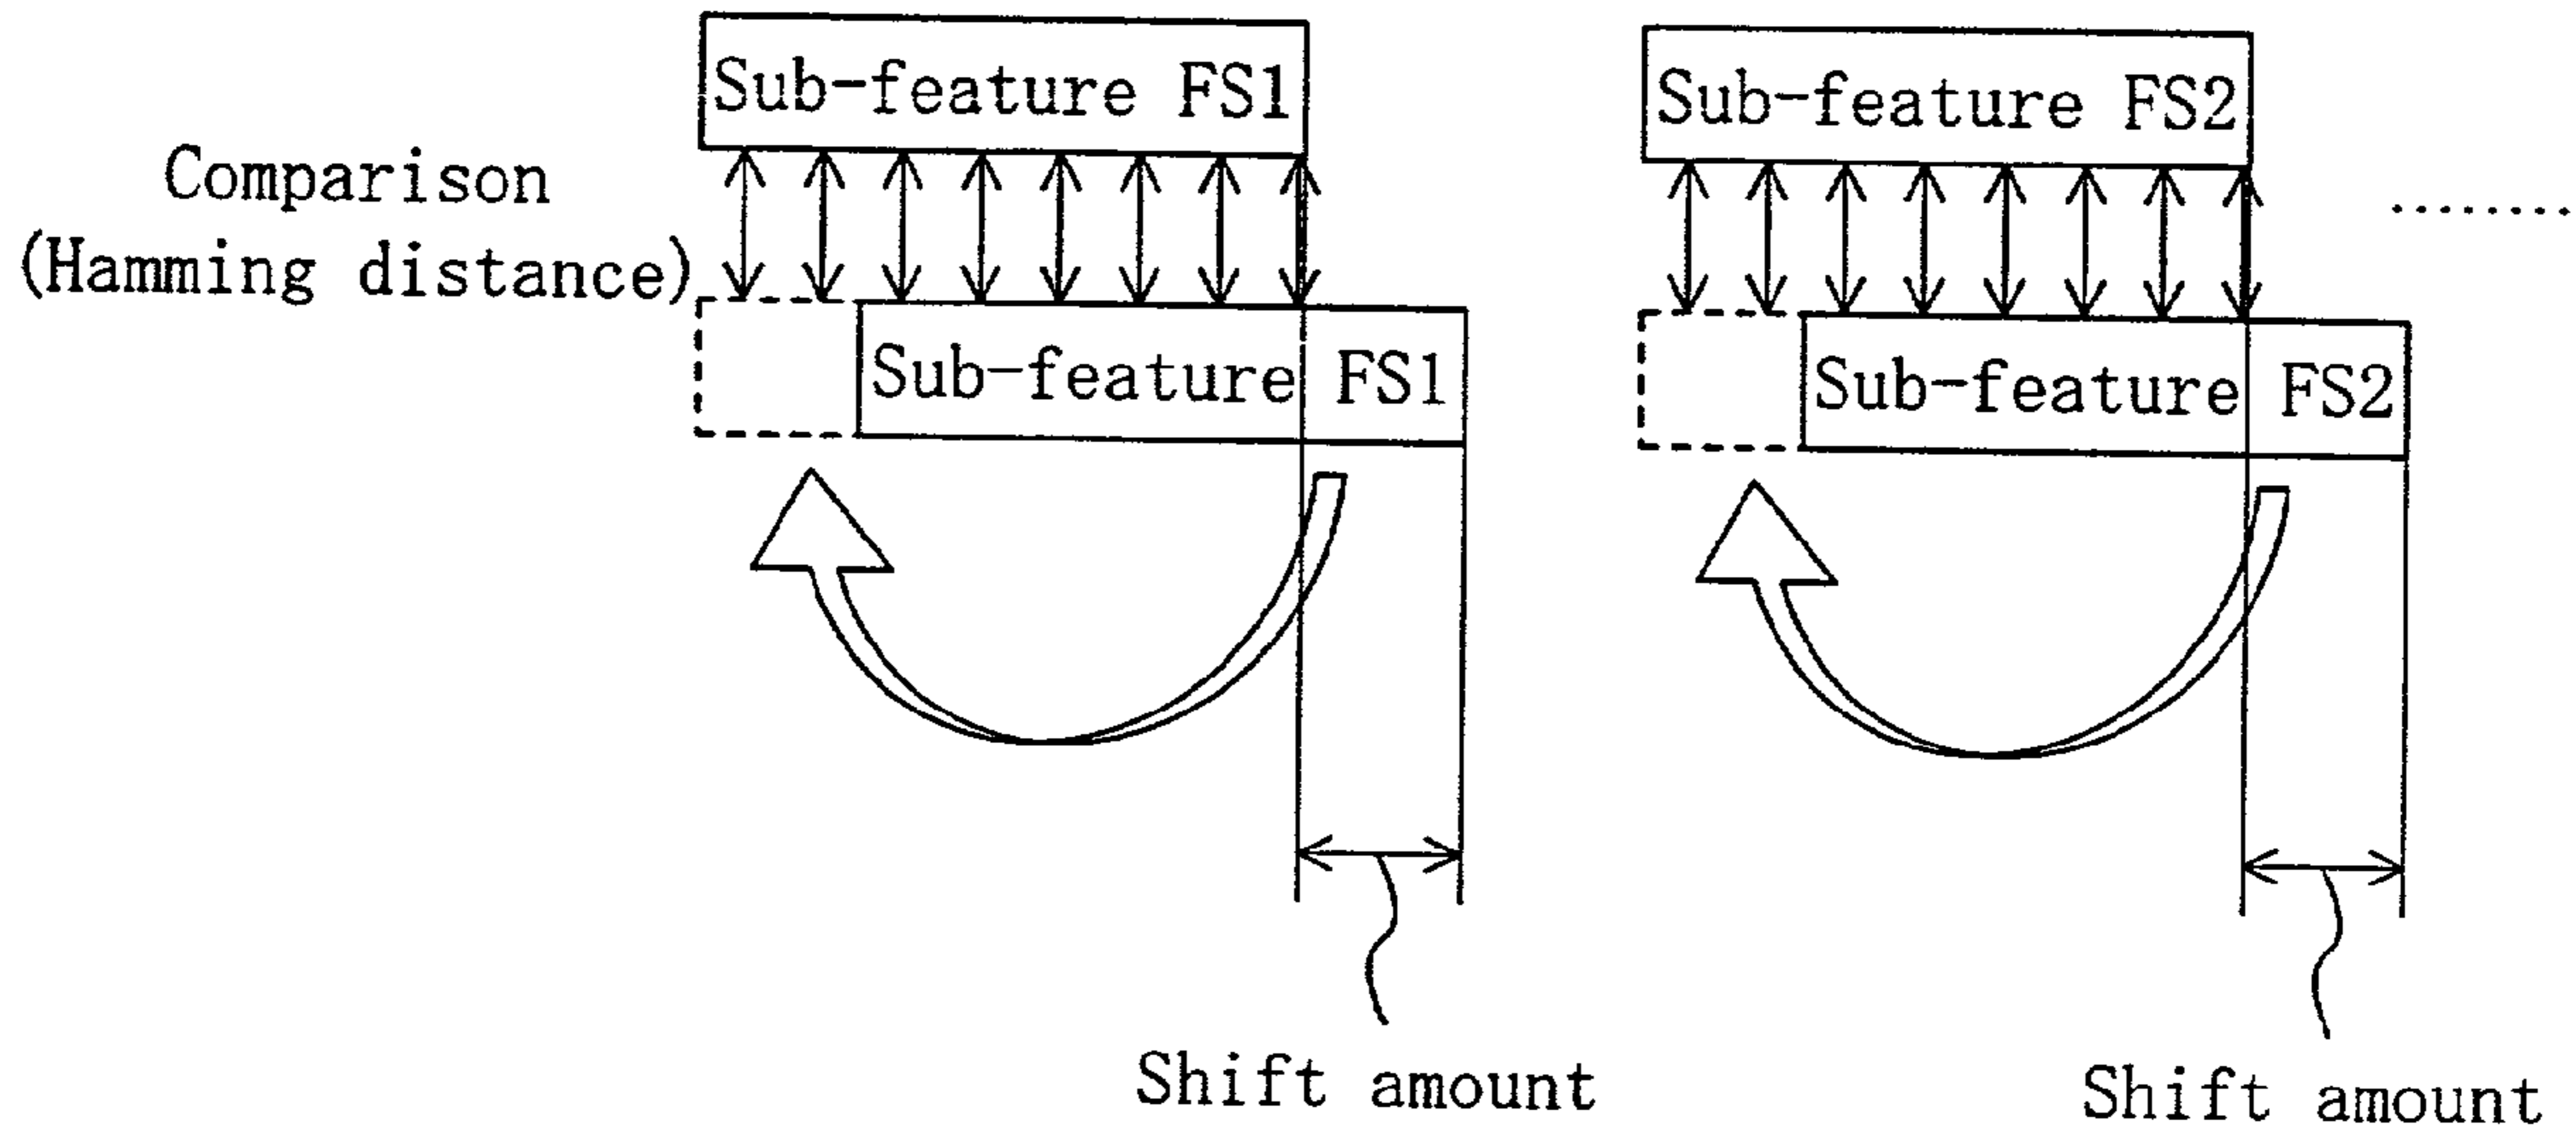 Sub-feature FS1
Sub-feature FS2
Comparison
(Hamming distance)
Sub-feature FS1
Sub-feature FS2
Shift amount
Shift amount